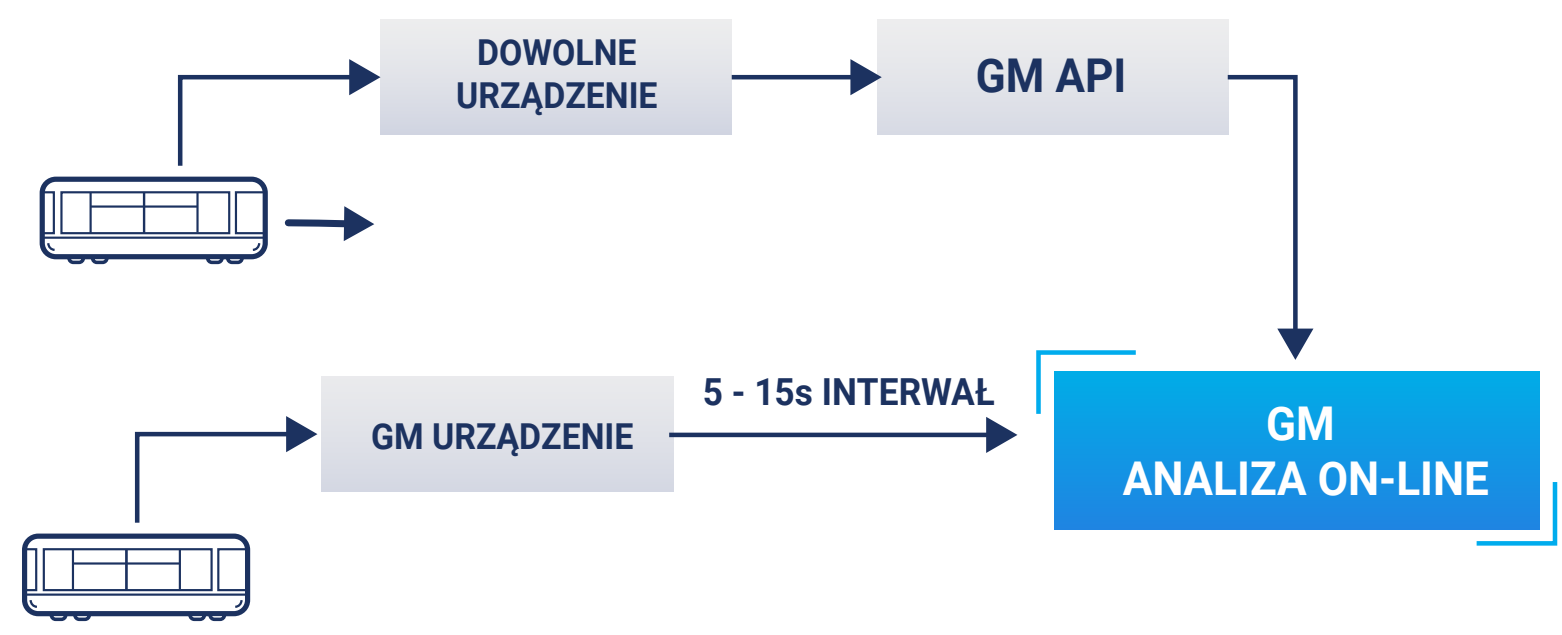 DOWOLNE
URZĄDZENIE
GM API
GM URZĄDZENIE
5 - 15s INTERWAŁ
GM
ANALIZA ON-LINE